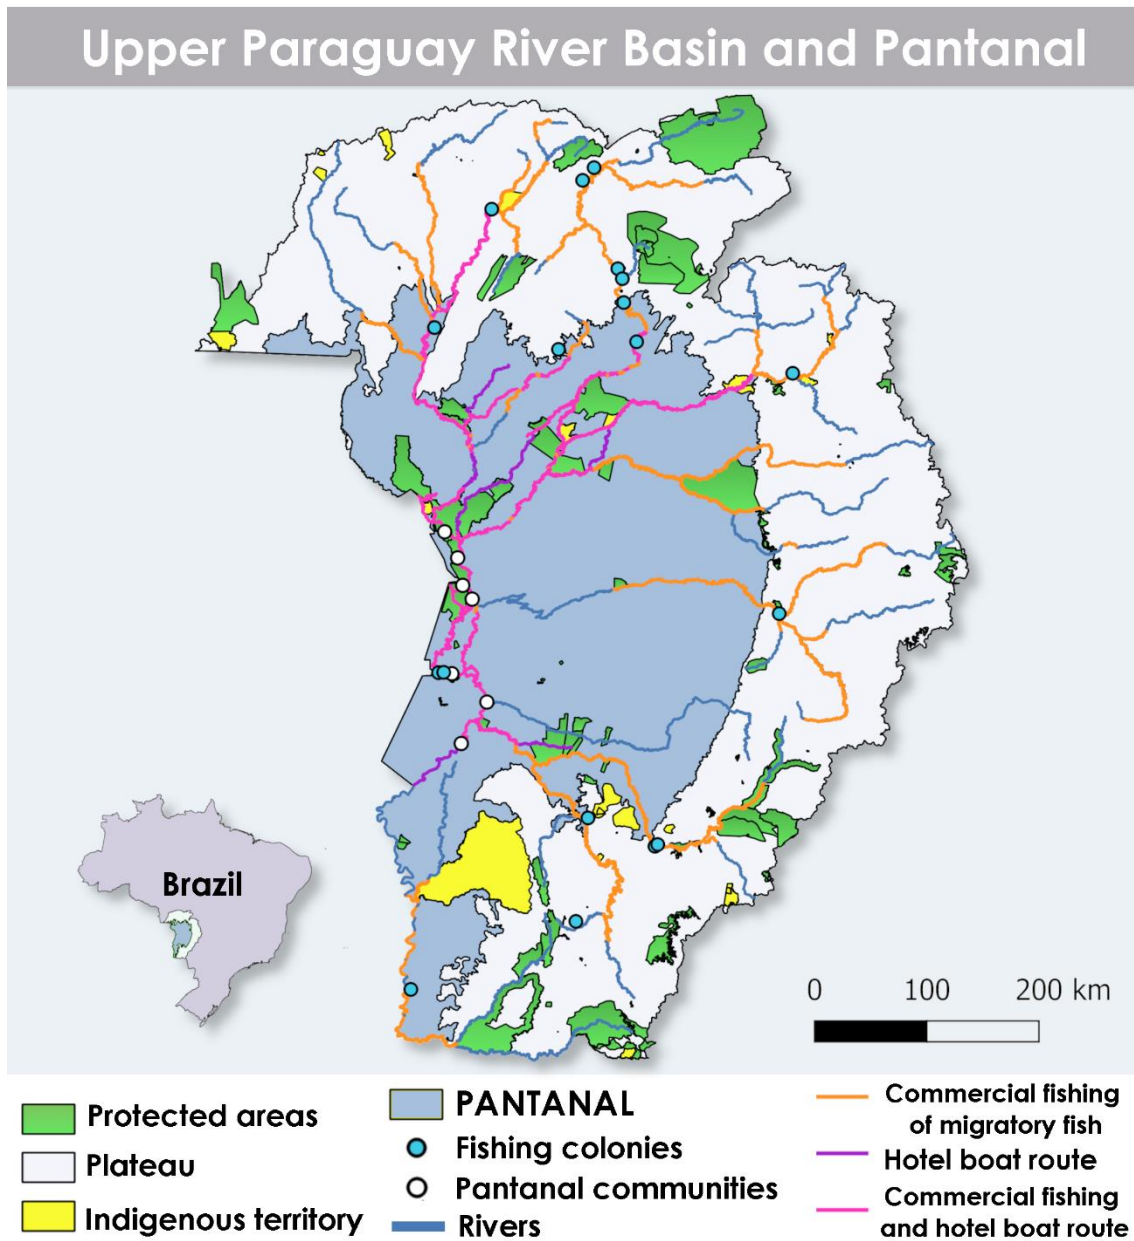 Upper Paraguay River Basin and Pantanal
Brazil
0 100 200 km
Protected areas
Plateau
Indigenous territory
PANTANAL
Fishing colonies
Pantanal communities
Rivers
Commercial fishing
of migratory fish
Hotel boat route
Commercial fishing
and hotel boat route